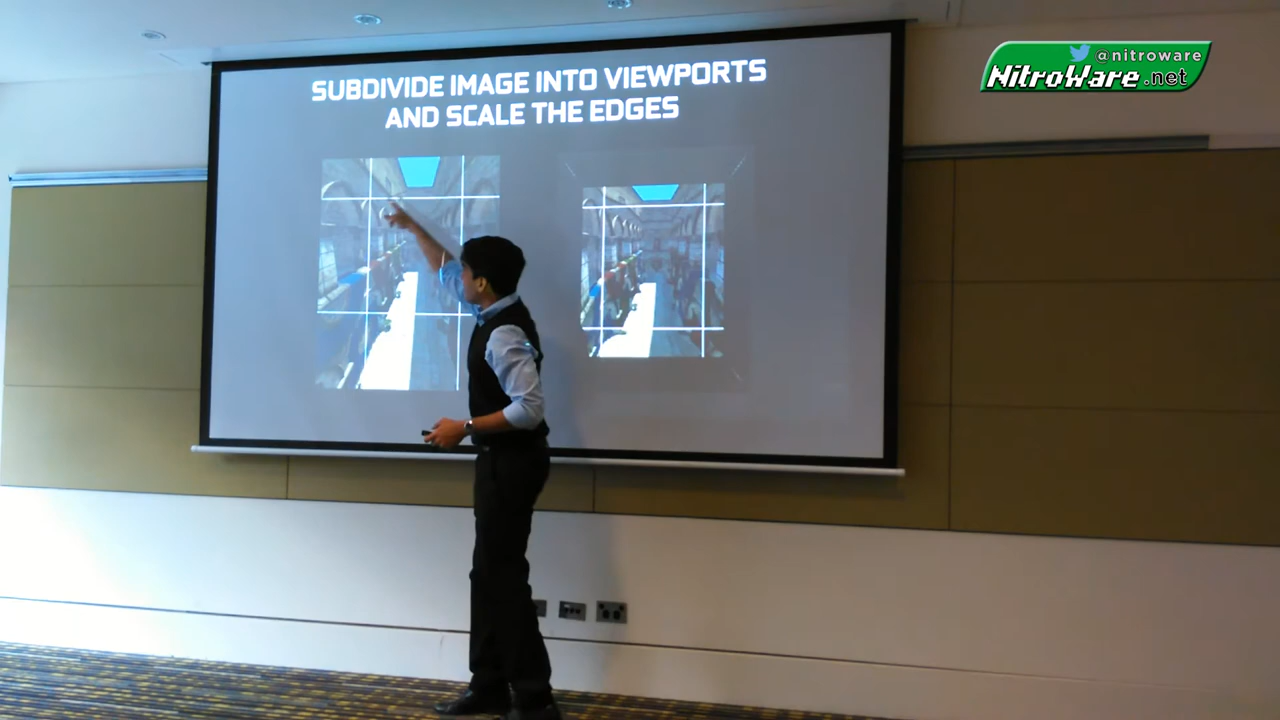 SUBDIVIDE IMAGE INTO VIEWPORTS
AND SCALE THE EDGES
@nitroware
NitroWare.net